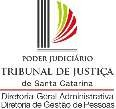 PODER JUDICIÁRIO
TRIBUNAL DE JUSTIÇA
de Santa Catarina
Diretoria Geral Administrativa
Diretoria de Gestão de Pessoas